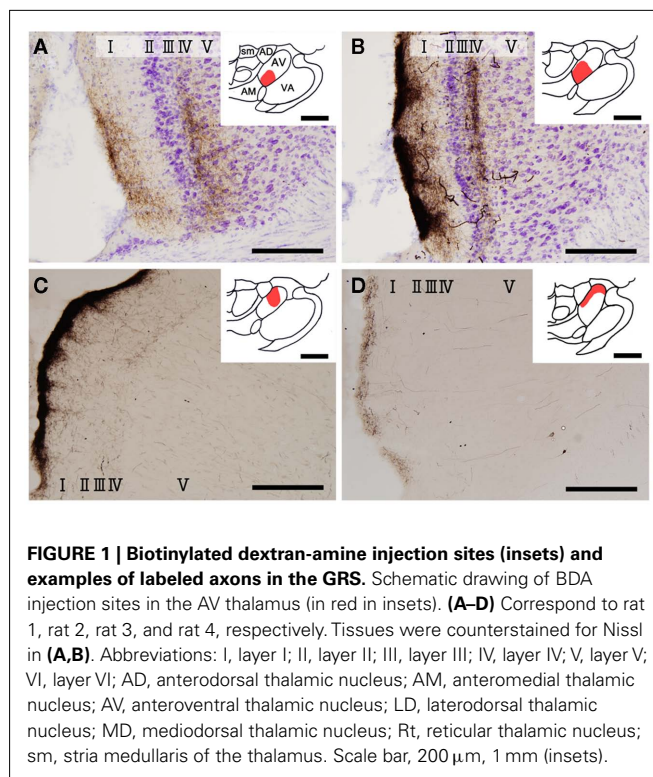 A I II III IV V sm AD AV AM VA
B I II III IV V
C I II III IV V
D I II III IV V
FIGURE 1 | Biotinylated dextran-amine injection sites (insets) and
examples of labeled axons in the GRS. Schematic drawing of BDA
injection sites in the AV thalamus (in red in insets). (A–D) Correspond to rat
1, rat 2, rat 3, and rat 4, respectively. Tissues were counterstained for Nissl
in (A,B). Abbreviations: I, layer I; II, layer II; III, layer III; IV, layer IV; V, layer V;
VI, layer VI; AD, anterodorsal thalamic nucleus; AM, anteromedial thalamic
nucleus; AV, anteroventral thalamic nucleus; LD, laterodorsal thalamic
nucleus; MD, mediodorsal thalamic nucleus; Rt, reticular thalamic nucleus;
sm, stria medullaris of the thalamus. Scale bar, 200 μm, 1 mm (insets).